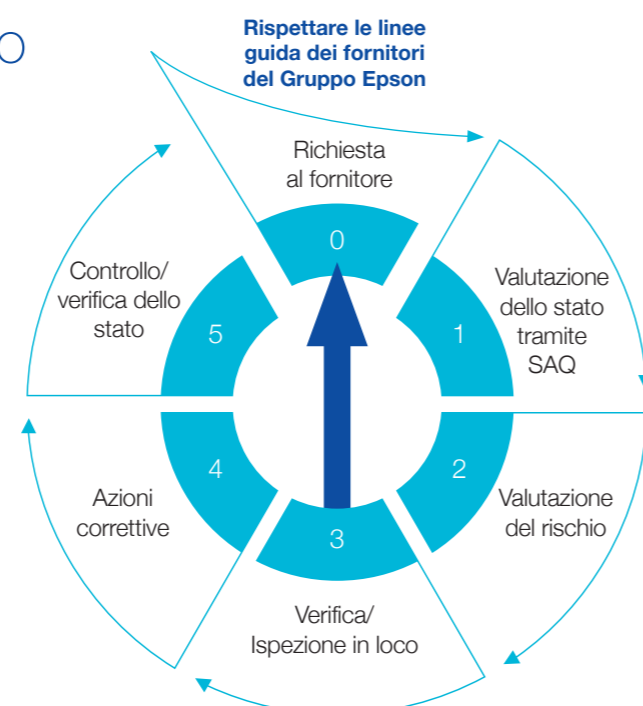 O
Rispettare le linee
guida dei fornitori
del Gruppo Epson
Richiesta
al fornitore
0
Valutazione
dello stato
tramite
SAQ
1
2
Valutazione
del rischio
3
Verifica/
Ispezione in loco
4
Azioni
correttive
5
Controllo/
verifica dello
stato